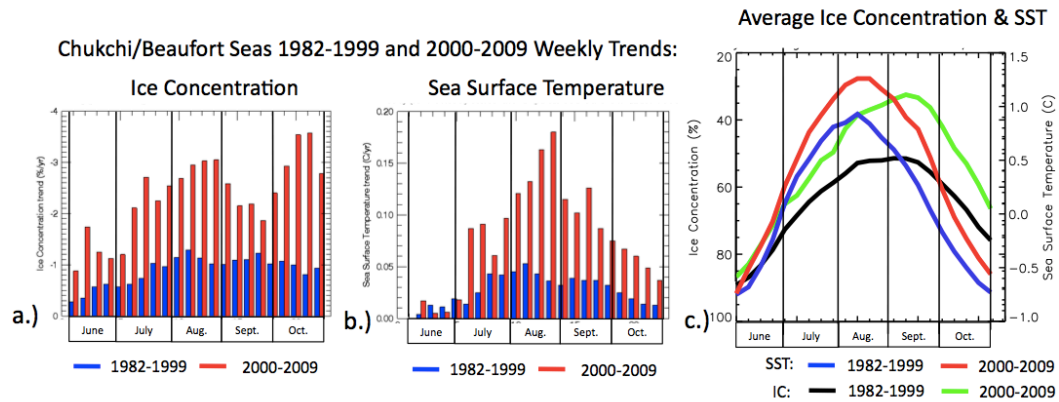 Average Ice Concentration & SST
Chukchi/Beaufort Seas 1982-1999 and 2000-2009 Weekly Trends:
Ice Concentration
Sea Surface Temperature
a.)
Ice Concentration trend (%/yr)
-4
-3
-2
-1
0
June July Aug. Sept. Oct.
1982-1999 2000-2009
b.)
Sea Surface Temperature trend (C/yr)
0.20
0.15
0.10
0.05
0.00
June July Aug. Sept. Oct.
1982-1999 2000-2009
c.)
Ice Concentration (%)
20
40
60
80
100
Sea Surface Temperature (C)
1.5
1.0
0.5
0.0
-0.5
-1.0
June July Aug. Sept. Oct.
SST: 1982-1999 2000-2009
IC: 1982-1999 2000-2009